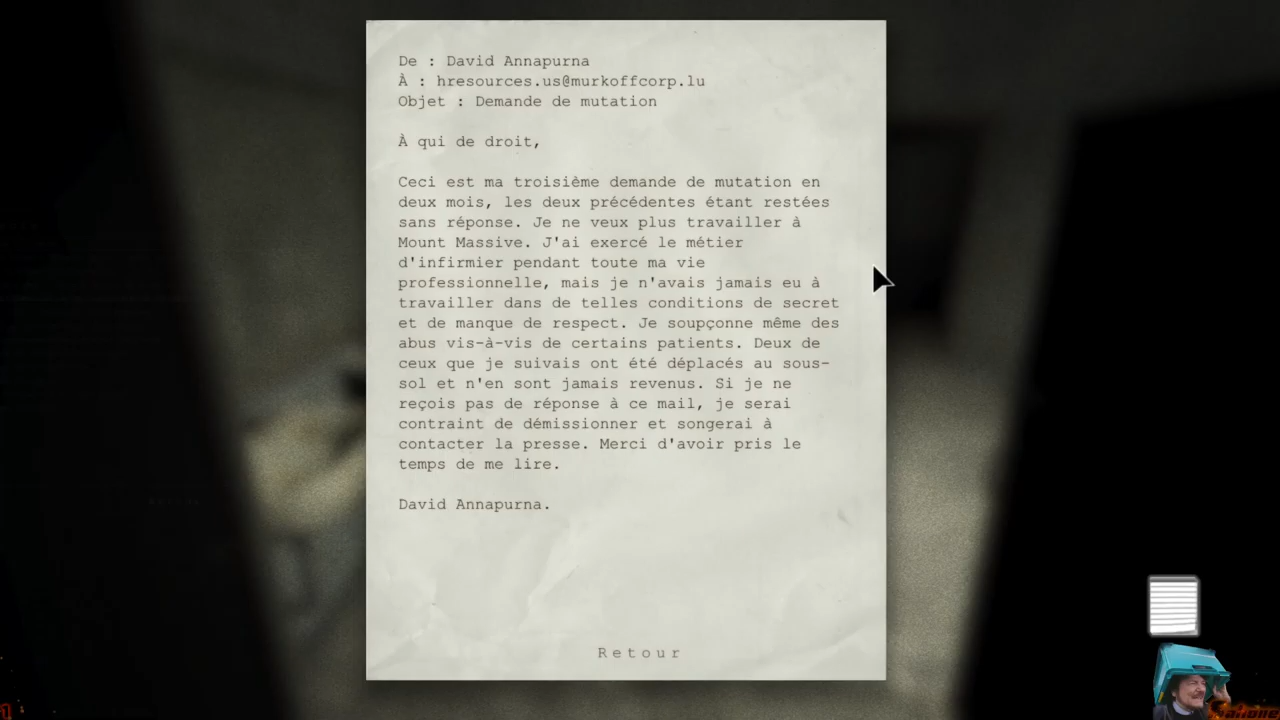 De : David Annapurna
À : hresources.us@murkoffcorp.lu
Objet : Demande de mutation
À qui de droit,
Ceci est ma troisième demande de mutation en
deux mois, les deux précédentes étant restées
sans réponse. Je ne veux plus travailler à
Mount Massive. J'ai exercé le métier
d'infirmier pendant toute ma vie
professionnelle, mais je n'avais jamais eu à
travailler dans de telles conditions de secret
et de manque de respect. Je soupçonne même des
abus vis-à-vis de certains patients. Deux de
ceux que je suivais ont été déplacés au sous-
sol et n'en sont jamais revenus. Si je ne
reçois pas de réponse à ce mail, je serai
contraint de démissionner et songerai à
contacter la presse. Merci d'avoir pris le
temps de me lire.
David Annapurna.
Retour